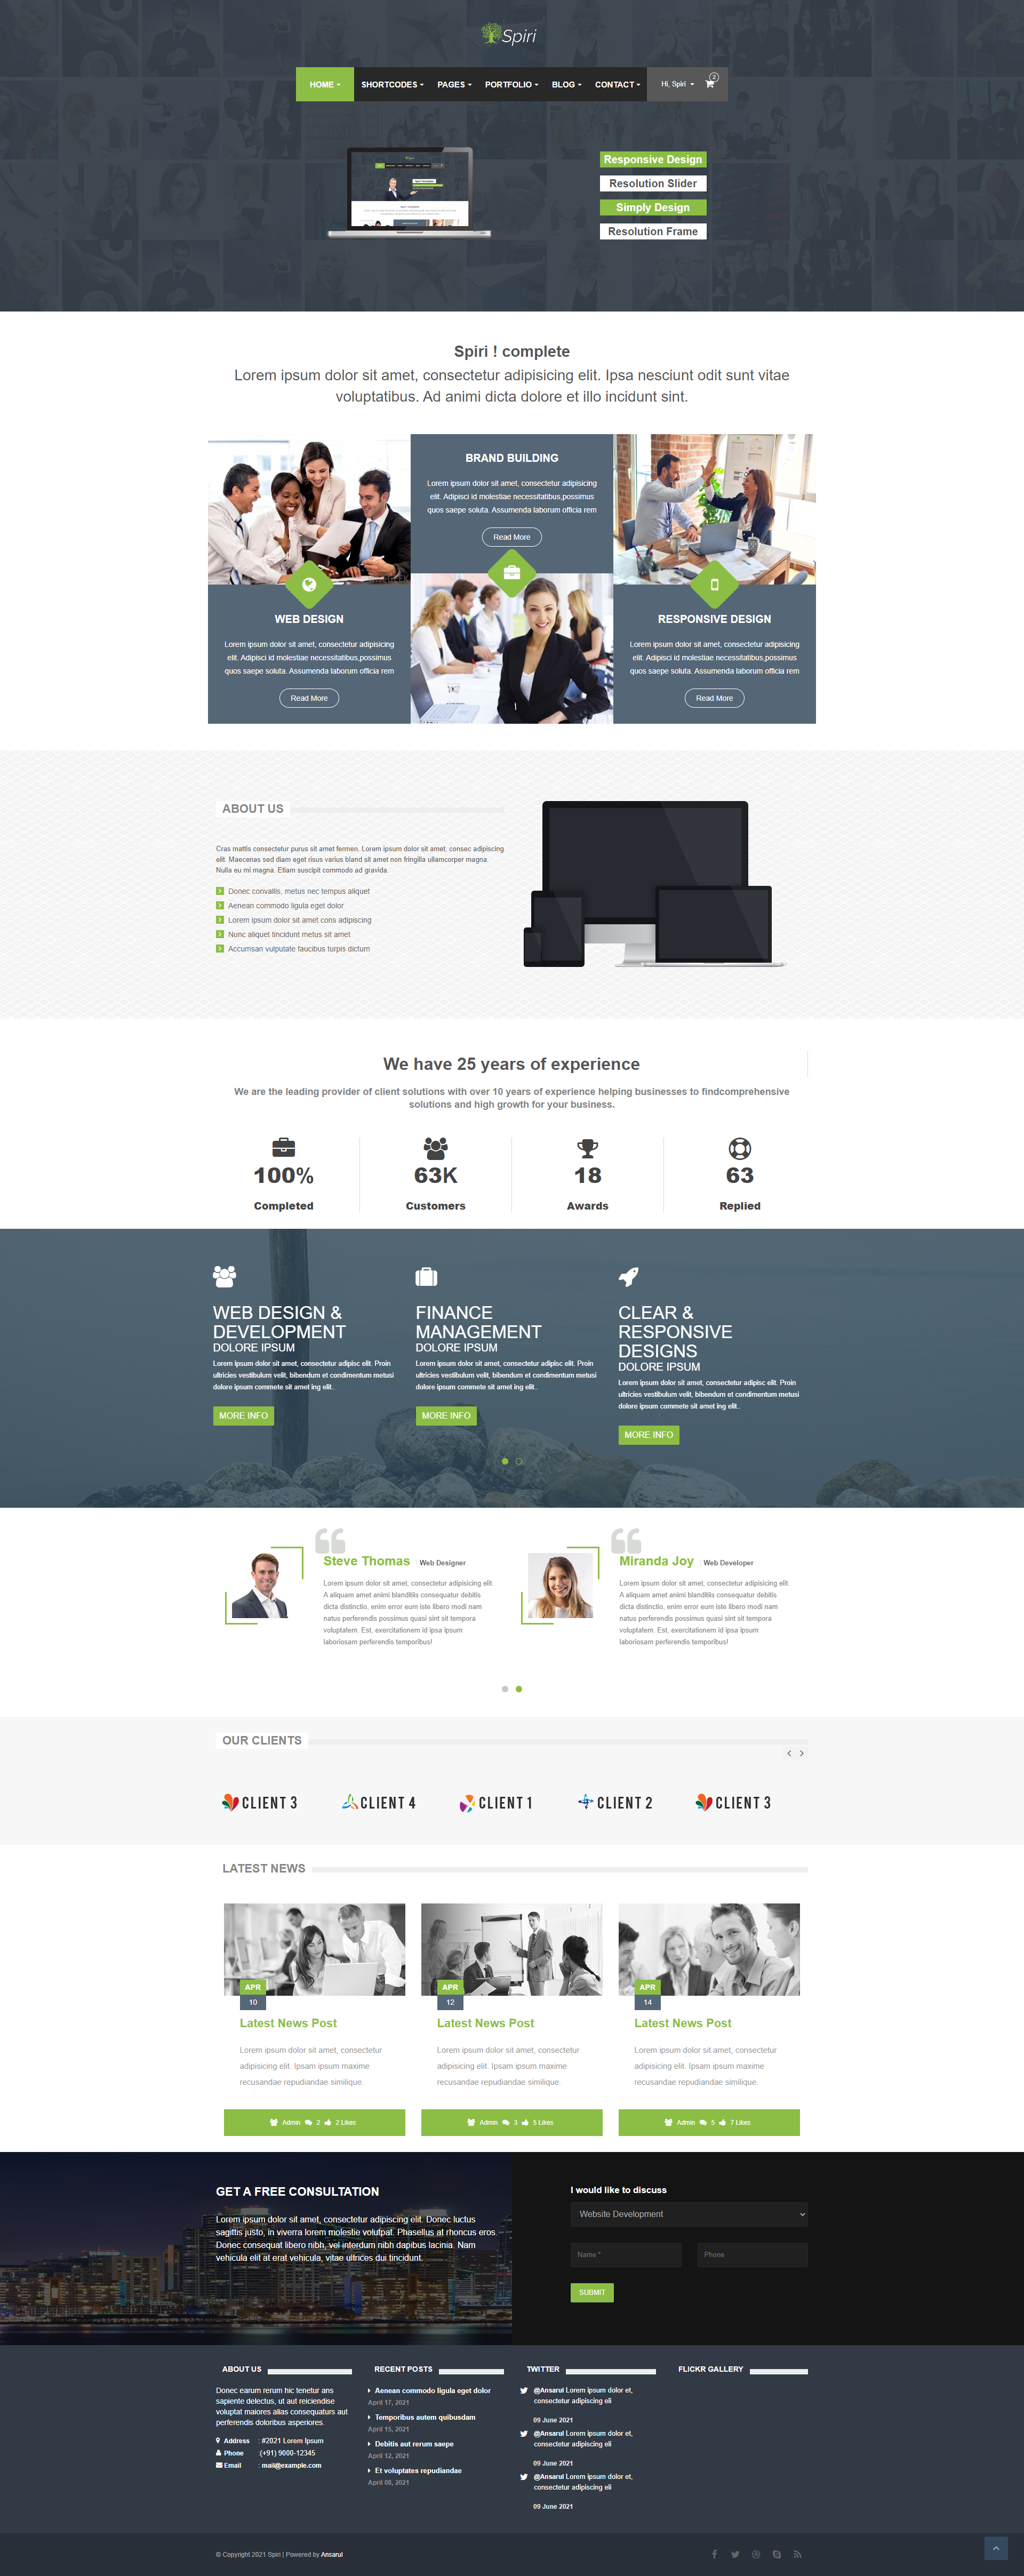 Spiri
HOME SHORTCODES PAGES PORTFOLIO BLOG CONTACT Hi, Spiri 2
Responsive Design
Resolution Slider
Simply Design
Resolution Frame
Spiri ! complete
Lorem ipsum dolor sit amet, consectetur adipisicing elit. Ipsa nesciunt odit sunt vitae
voluptatibus. Ad animi dicta dolore et illo incidunt sint.
WEB DESIGN
Lorem ipsum dolor sit amet, consectetur adipisicing
elit. Adipisci id molestiae necessitatibus,possimus
quos saepe soluta. Assumenda laborum officia rem
Read More
BRAND BUILDING
Lorem ipsum dolor sit amet, consectetur adipisicing
elit. Adipisci id molestiae necessitatibus,possimus
quos saepe soluta. Assumenda laborum officia rem
Read More
RESPONSIVE DESIGN
Lorem ipsum dolor sit amet, consectetur adipisicing
elit. Adipisci id molestiae necessitatibus,possimus
quos saepe soluta. Assumenda laborum officia rem
Read More
ABOUT US
Cras mattis consectetur purus sit amet fermen. Lorem ipsum dolor sit amet, consec adipiscing
elit. Maecenas sed diam eget risus varius bland sit amet non fringilla ullamcorper magna.
Nulla eu mi magna. Etiam suscipit commodo ad gravida.
Donec convallis, metus nec tempus aliquet
Aenean commodo ligula eget dolor
Lorem ipsum dolor sit amet cons adipiscing
Nunc aliquet tincidunt metus sit amet
Accumsan vulputate faucibus turpis dictum
We have 25 years of experience
We are the leading provider of client solutions with over 10 years of experience helping businesses to findcomprehensive
solutions and high growth for your business.
100% 63K 18 63
Completed Customers Awards Replied
WEB DESIGN &
DEVELOPMENT
DOLORE IPSUM
Lorem ipsum dolor sit amet, consectetur adipisc elit. Proin
ultricies vestibulum velit, bibendum et condimentum metusi
dolore ipsum commete sit amet ing elit..
MORE INFO
FINANCE
MANAGEMENT
DOLORE IPSUM
Lorem ipsum dolor sit amet, consectetur adipisc elit. Proin
ultricies vestibulum velit, bibendum et condimentum metusi
dolore ipsum commete sit amet ing elit..
MORE INFO
CLEAR &
RESPONSIVE
DESIGNS
DOLORE IPSUM
Lorem ipsum dolor sit amet, consectetur adipisc elit. Proin
ultricies vestibulum velit, bibendum et condimentum metusi
dolore ipsum commete sit amet ing elit..
MORE INFO
Steve Thomas Web Designer
Lorem ipsum dolor sit amet, consectetur adipisicing elit.
A aliquam amet animi blanditiis consequatur debitis
dicta distinctio, enim error eum iste libero modi nam
natus perferendis possimus quasi sint sit tempora
voluptatem. Est, exercitationem id ipsa ipsum
laboriosam perferendis temporibus!
Miranda Joy Web Developer
Lorem ipsum dolor sit amet, consectetur adipisicing elit.
A aliquam amet animi blanditiis consequatur debitis
dicta distinctio, enim error eum iste libero modi nam
natus perferendis possimus quasi sint sit tempora
voluptatem. Est, exercitationem id ipsa ipsum
laboriosam perferendis temporibus!
OUR CLIENTS
CLIENT 3 CLIENT 4 CLIENT 1 CLIENT 2 CLIENT 3
LATEST NEWS
APR
10
Latest News Post
Lorem ipsum dolor sit amet, consectetur
adipisicing elit. Ipsam ipsum maxime
recusandae repudiandae similique.
Admin 2 2 Likes
APR
12
Latest News Post
Lorem ipsum dolor sit amet, consectetur
adipisicing elit. Ipsam ipsum maxime
recusandae repudiandae similique.
Admin 3 5 Likes
APR
14
Latest News Post
Lorem ipsum dolor sit amet, consectetur
adipisicing elit. Ipsam ipsum maxime
recusandae repudiandae similique.
Admin 5 7 Likes
GET A FREE CONSULTATION
Lorem ipsum dolor sit amet, consectetur adipiscing elit. Donec luctus
sagittis justo, in viverra lorem molestie volutpat. Phasellus at rhoncus eros.
Donec consequat libero nibh, vel interdum nibh dapibus lacinia. Nam
vehicula elit at erat vehicula, vitae ultrices dui tincidunt.
I would like to discuss
Website Development
Name * Phone
SUBMIT
ABOUT US
Donec earum rerum hic tenetur ans
sapiente delectus, ut aut reiciendise
voluptat maiores alias consequaturs aut
perferendis doloribus asperiores.
Address : #2021 Lorem Ipsum
Phone :(+91) 9000-12345
Email : mail@example.com
RECENT POSTS
Aenean commodo ligula eget dolor
April 17, 2021
Temporibus autem quibusdam
April 15, 2021
Debitis aut rerum saepe
April 12, 2021
Et voluptates repudiandae
April 08, 2021
TWITTER
@Ansarul Lorem ipsum dolor et,
consectetur adipiscing eli
09 June 2021
@Ansarul Lorem ipsum dolor et,
consectetur adipiscing eli
09 June 2021
@Ansarul Lorem ipsum dolor et,
consectetur adipiscing eli
09 June 2021
FLICKR GALLERY
© Copyright 2021 Spiri | Powered by Ansarul